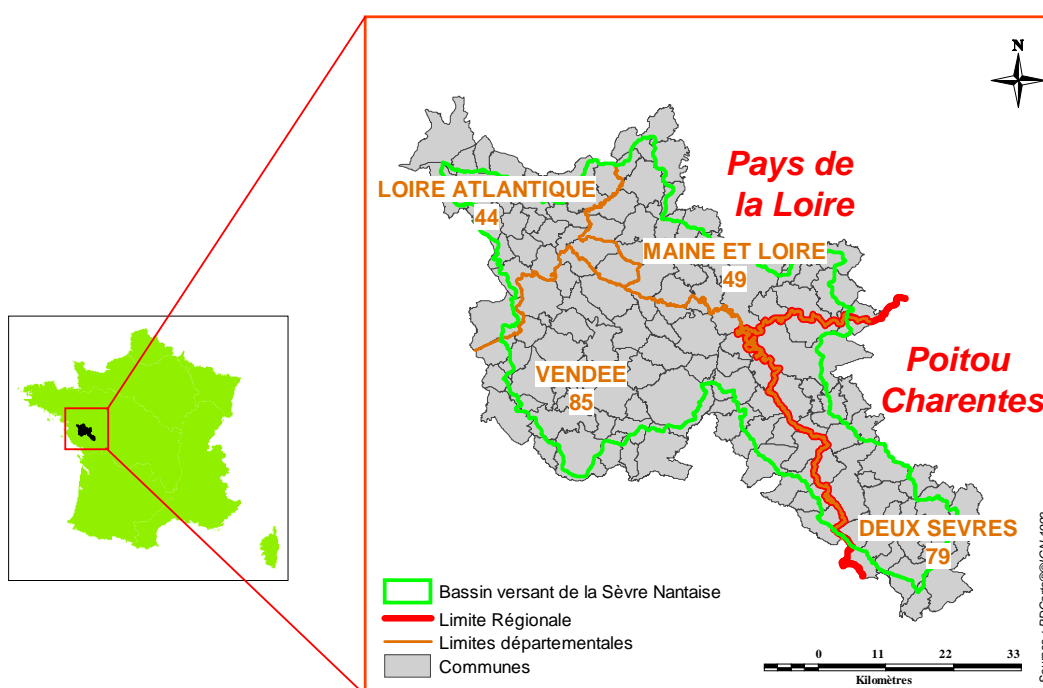 N
Pays de
la Loire
LOIRE ATLANTIQUE
44
MAINE ET LOIRE
49
Poitou
Charentes
VENDEE
85
DEUX SEVRES
79
Bassin versant de la Sèvre Nantaise
Limite Régionale
Limites départementales
Communes
0 11 22 33
Kilomètres